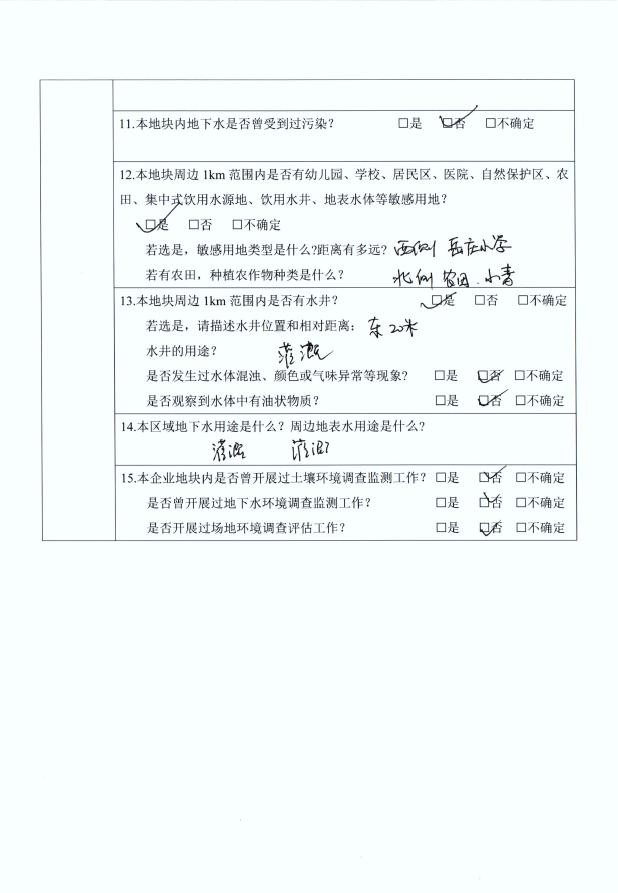 11.本地块内地下水是否曾受到过污染? □是 ☑否 □不确定
12.本地块周边 1km 范围内是否有幼儿园、学校、居民区、医院、自然保护区、农
田、集中式饮用水源地、饮用水井、地表水体等敏感用地?
☑是 □否 □不确定
若选是，敏感用地类型是什么?距离有多远? 西侧 岳庄小学
若有农田，种植农作物种类是什么? 北侧 农田、小麦
13.本地块周边 1km 范围内是否有水井? ☑是 □否 □不确定
若选是，请描述水井位置和相对距离: 东 20米
水井的用途? 灌溉
是否发生过水体混浊、颜色或气味异常等现象? □是 ☑否 □不确定
是否观察到水体中有油状物质? □是 ☑否 □不确定
14.本区域地下水用途是什么? 周边地表水用途是什么?
灌溉 灌溉
15.本企业地块内是否曾开展过土壤环境调查监测工作? □是 ☑否 □不确定
是否曾开展过地下水环境调查监测工作? □是 ☑否 □不确定
是否开展过场地环境调查评估工作? □是 ☑否 □不确定